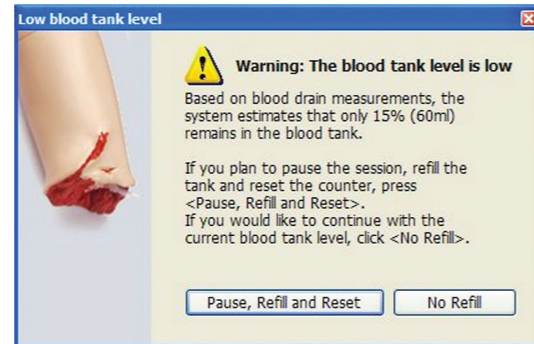 Low blood tank level
Warning: The blood tank level is low
Based on blood drain measurements, the
system estimates that only 15% (60ml)
remains in the blood tank.
If you plan to pause the session, refill the
tank and reset the counter, press
<Pause, Refill and Reset>.
If you would like to continue with the
current blood tank level, click <No Refill>.
Pause, Refill and Reset
No Refill